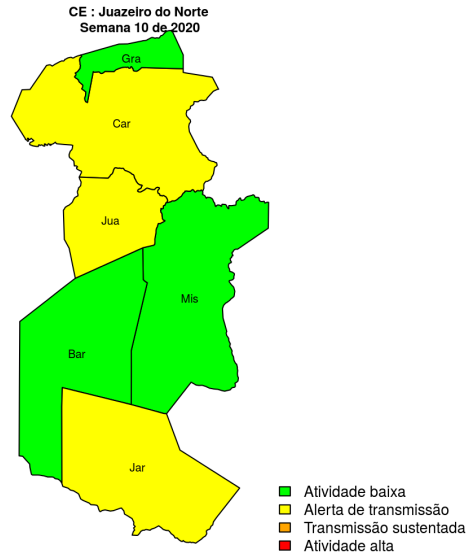 CE : Juazeiro do Norte
Semana 10 de 2020
Gra
Car
Jua
Mis
Bar
Jar
Atividade baixa
Alerta de transmissão
Transmissão sustentada
Atividade alta